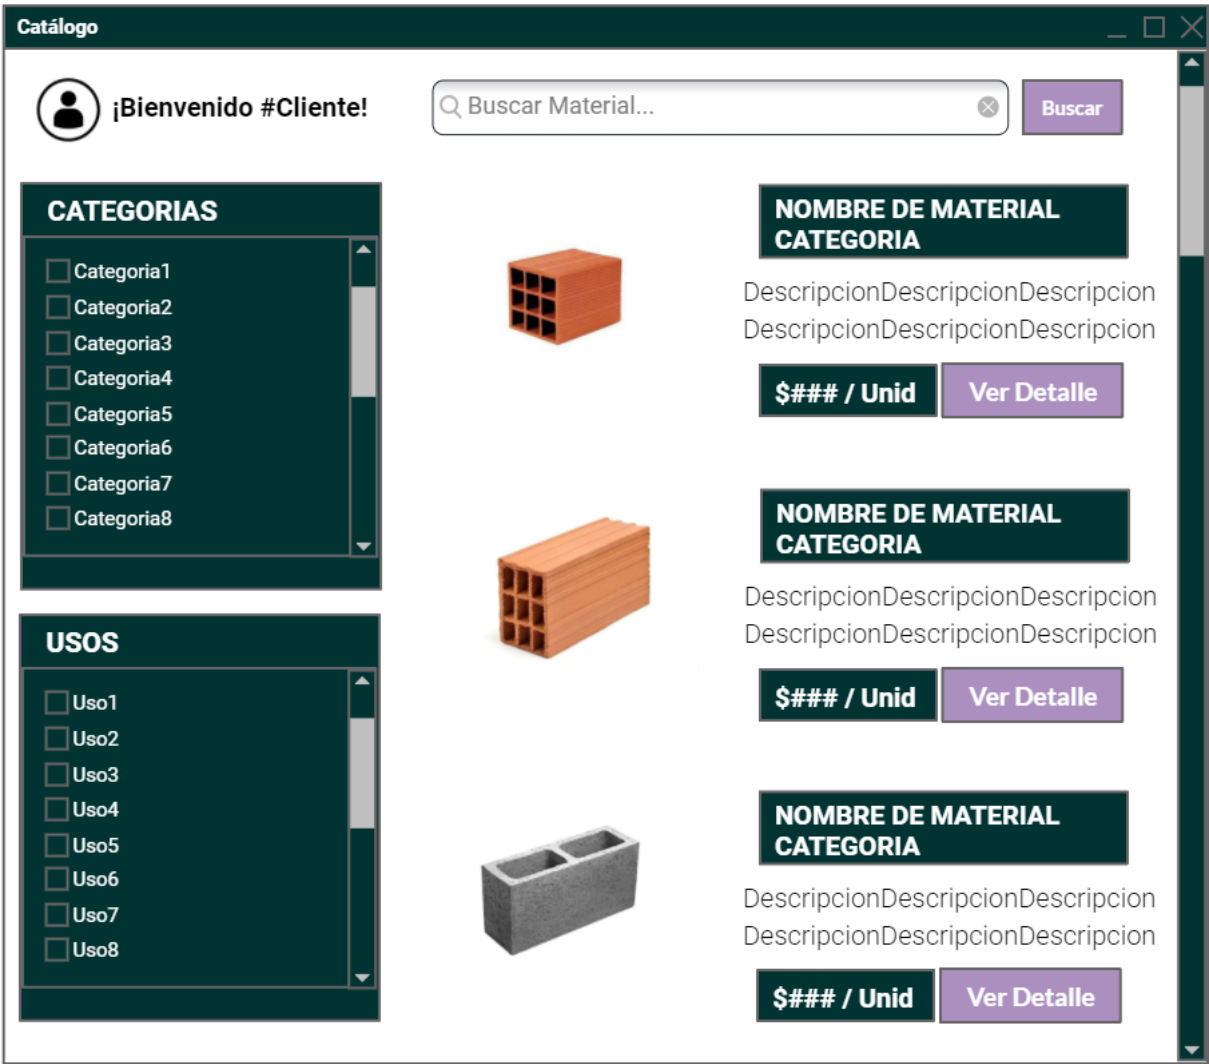 Catálogo
¡Bienvenido #Cliente!
Buscar Material...
Buscar
CATEGORIAS
Categoria1
Categoria2
Categoria3
Categoria4
Categoria5
Categoria6
Categoria7
Categoria8
USOS
Uso1
Uso2
Uso3
Uso4
Uso5
Uso6
Uso7
Uso8
NOMBRE DE MATERIAL
CATEGORIA
DescripcionDescripcionDescripcion
DescripcionDescripcionDescripcion
$### / Unid
Ver Detalle
NOMBRE DE MATERIAL
CATEGORIA
DescripcionDescripcionDescripcion
DescripcionDescripcionDescripcion
$### / Unid
Ver Detalle
NOMBRE DE MATERIAL
CATEGORIA
DescripcionDescripcionDescripcion
DescripcionDescripcionDescripcion
$### / Unid
Ver Detalle